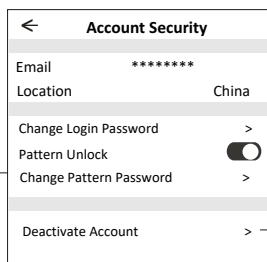 Account Security
Email ********
Location China
Change Login Password >
Pattern Unlock
Change Pattern Password >
Deactivate Account >